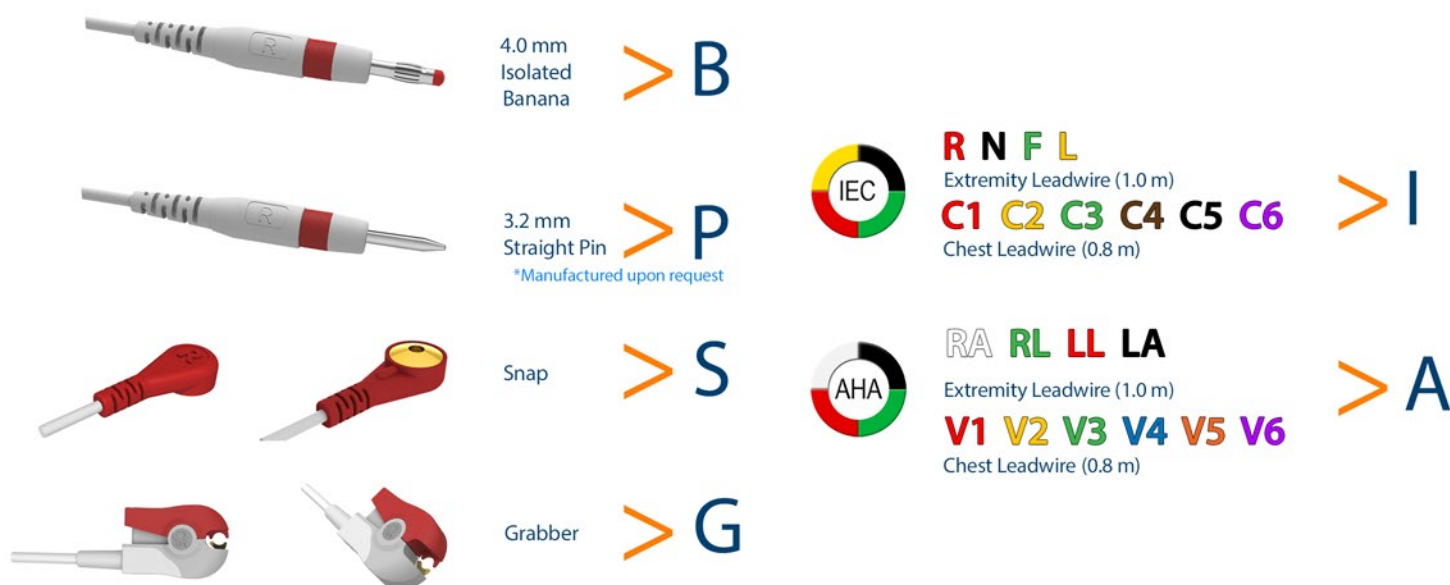 4.0 mm
Isolated
Banana
> B
3.2 mm
Straight Pin
*Manufactured upon request
> P
Snap
> S
Grabber
> G
IEC
R N F L
Extremity Leadwire (1.0 m)
C1 C2 C3 C4 C5 C6
Chest Leadwire (0.8 m)
> I
AHA
RA RL LL LA
Extremity Leadwire (1.0 m)
V1 V2 V3 V4 V5 V6
Chest Leadwire (0.8 m)
> A
R
R
R
R
R